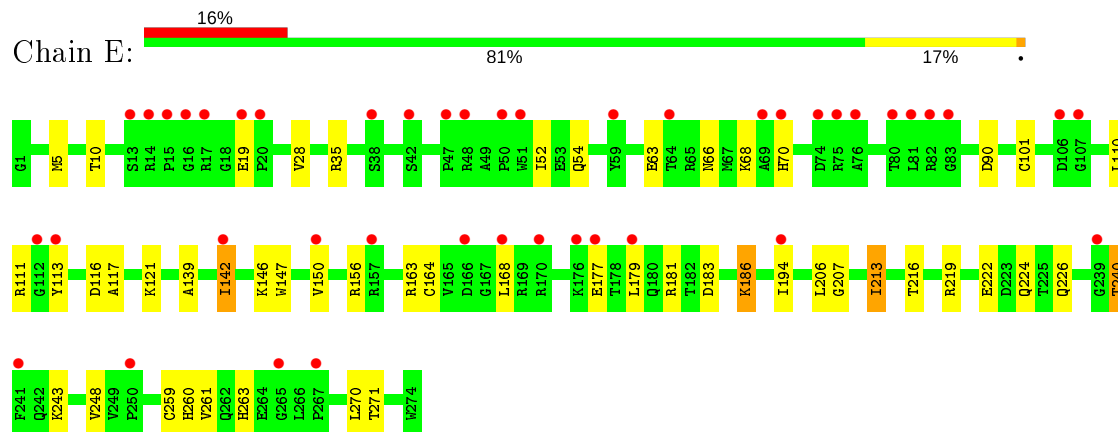 16%
Chain E:
81% 17% •
G1 M5 T10 S13 R14 P15 G16 R17 G18 E19 P20 V28 R35 S38 S42 P47 R48 A49 P50 W51 I52 E53 Q54 Y59 E63 T64 R65 N66 M67 K68 A69 H70 D74 R75 A76 T80 L81 R82 G83 D90 C101 D106 G107 L110
R111 G112 Y113 D116 A117 K121 A139 I142 K146 W147 V150 R156 R157 R163 C164 V165 D166 G167 L168 R169 R170 K176 E177 T178 L179 Q180 R181 T182 D183 K186 I194 L206 G207 I213 T216 R219 E222 D223 Q224 T225 Q226 G239 T240
F241 Q242 K243 V248 V249 P250 C259 H260 V261 Q262 H263 E264 G265 L266 P267 L270 T271 W274